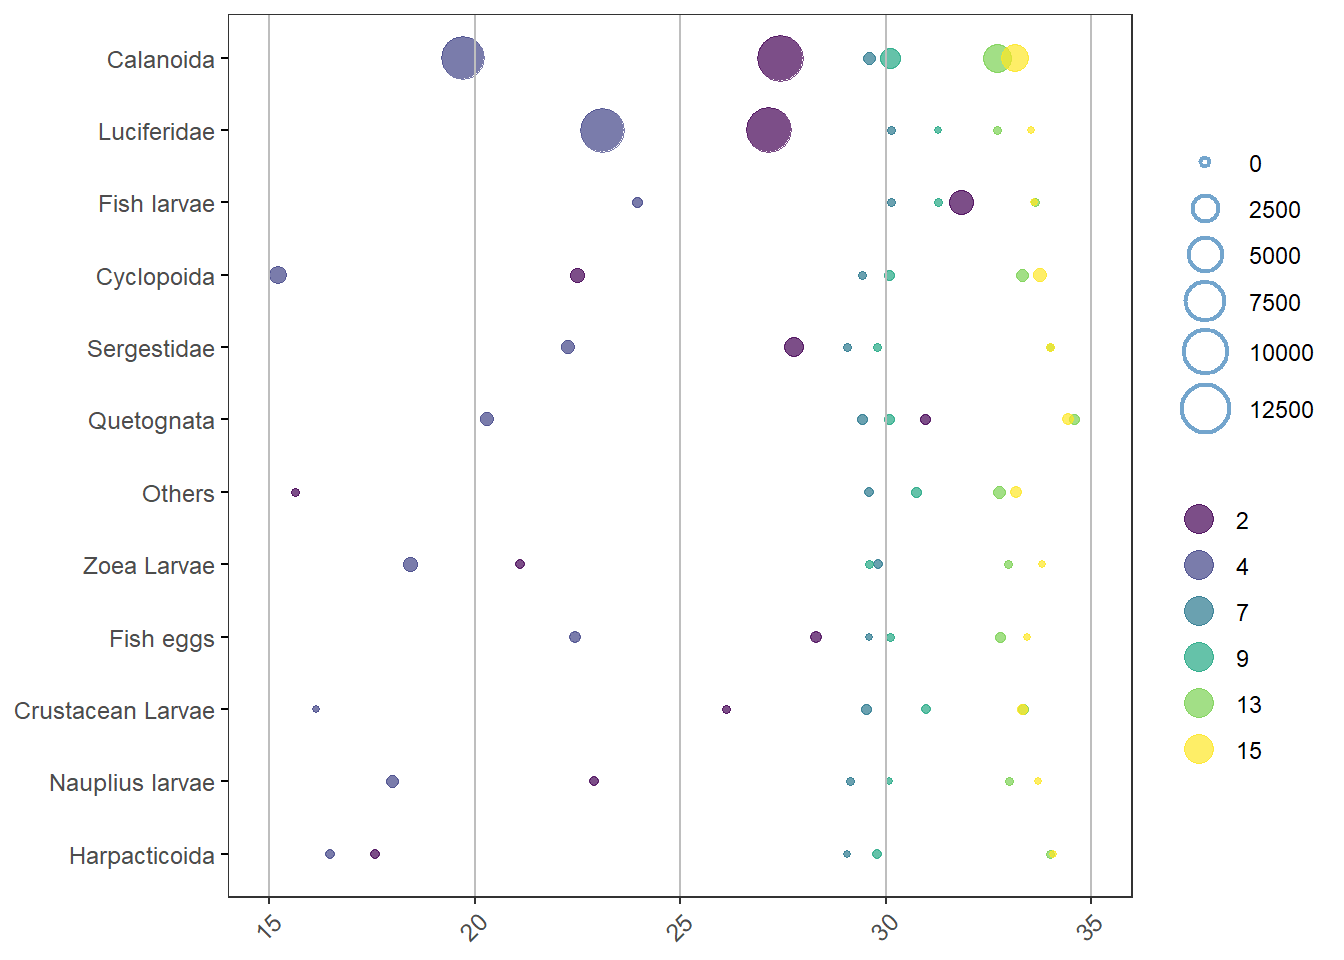 Calanoida
Luciferidae
Fish larvae
Cyclopoida
Sergestidae
Quetognata
Others
Zoea Larvae
Fish eggs
Crustacean Larvae
Nauplius larvae
Harpacticoida
15
20
25
30
35
0
2500
5000
7500
10000
12500
2
4
7
9
13
15